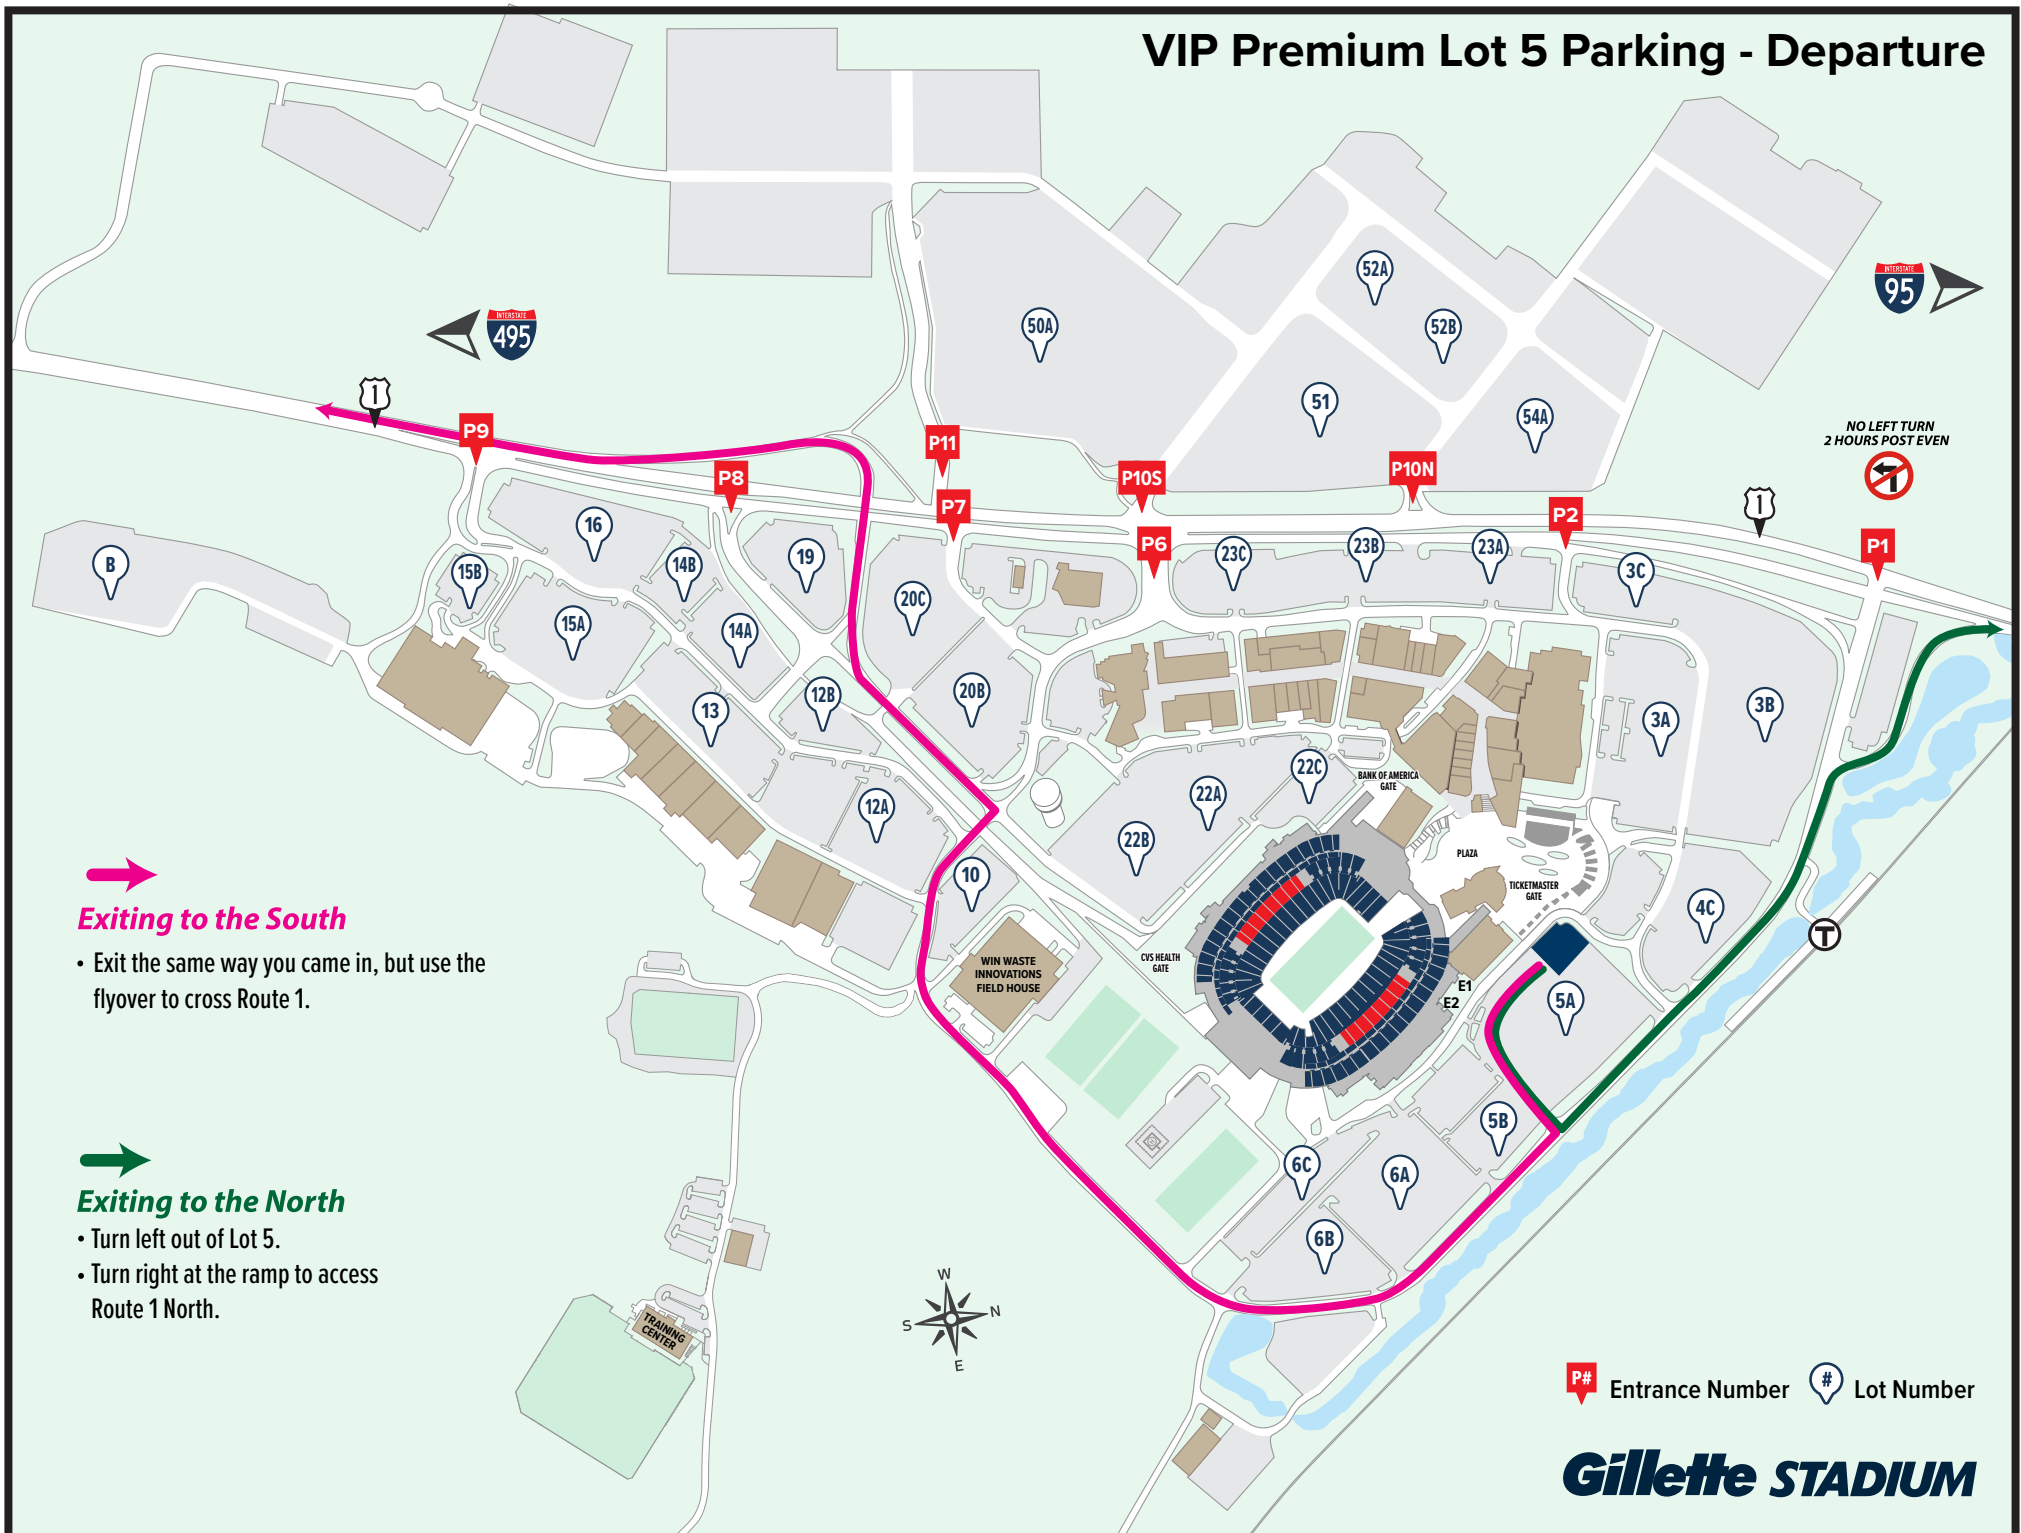 VIP Premium Lot 5 Parking - Departure
52A
INTERSTATE
95
INTERSTATE
495
50A
52B
1
51
54A
NO LEFT TURN
2 HOURS POST EVEN
P9
P11
P8
P10S
P10N
P7
P2
1
P6
P1
16
B
15B
14B
19
23C
23B
23A
3C
20C
15A
14A
13
12B
20B
3A
3B
22C
BANK OF AMERICA
GATE
22A
12A
22B
PLAZA
10
TICKETMASTER
GATE
4C
T
Exiting to the South
• Exit the same way you came in, but use the
flyover to cross Route 1.
WIN WASTE
INNOVATIONS
FIELD HOUSE
CVS HEALTH
GATE
E1
E2
5A
5B
6C
6A
6B
Exiting to the North
• Turn left out of Lot 5.
• Turn right at the ramp to access
Route 1 North.
W
N
S
E
TRAINING
CENTER
P# Entrance Number
# Lot Number
Gillette STADIUM